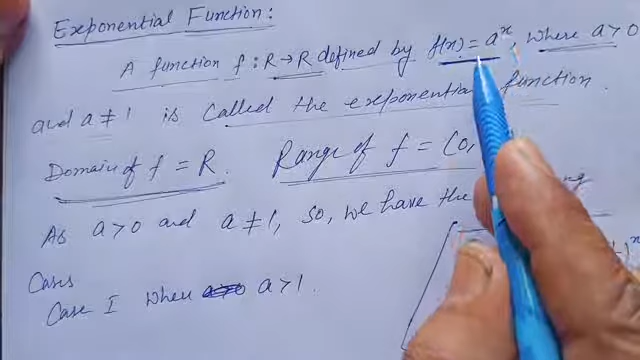 Exponential Function:
A function f: R→R defined by f(x) = aˣ, where a>0
and a≠1 is called the exponential function.
Domain of f = R. Range of f = (0,
As a>0 and a≠1, so, we have the
Cases
Case I when a>1.